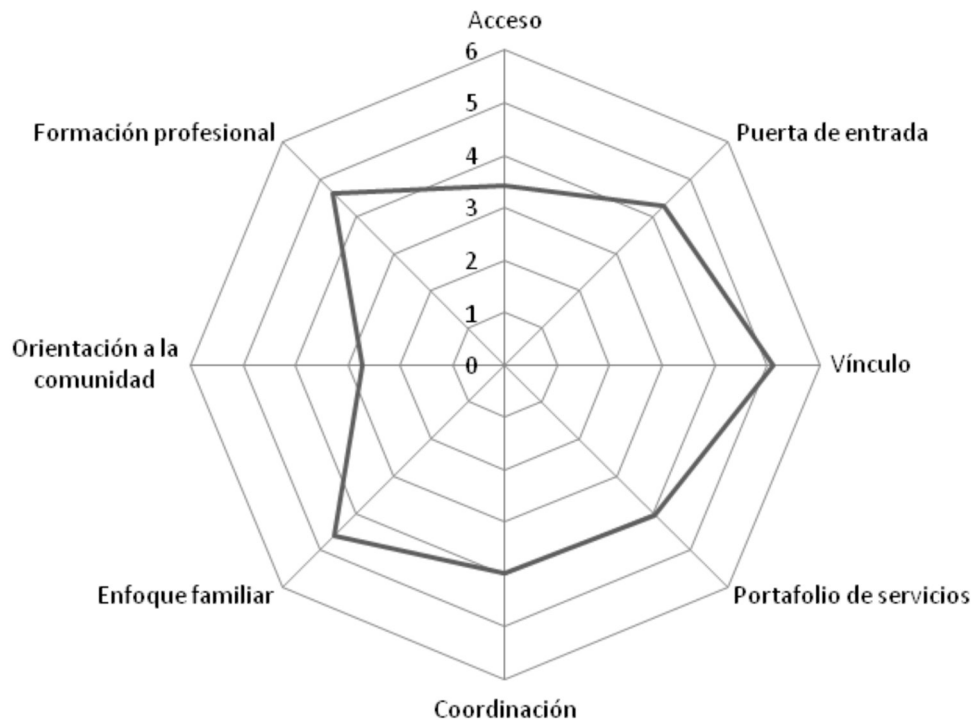 Acceso
6
5
4
3
2
1
0
Formación profesional
Puerta de entrada
Orientación a la
comunidad
Vínculo
Enfoque familiar
Portafolio de servicios
Coordinación